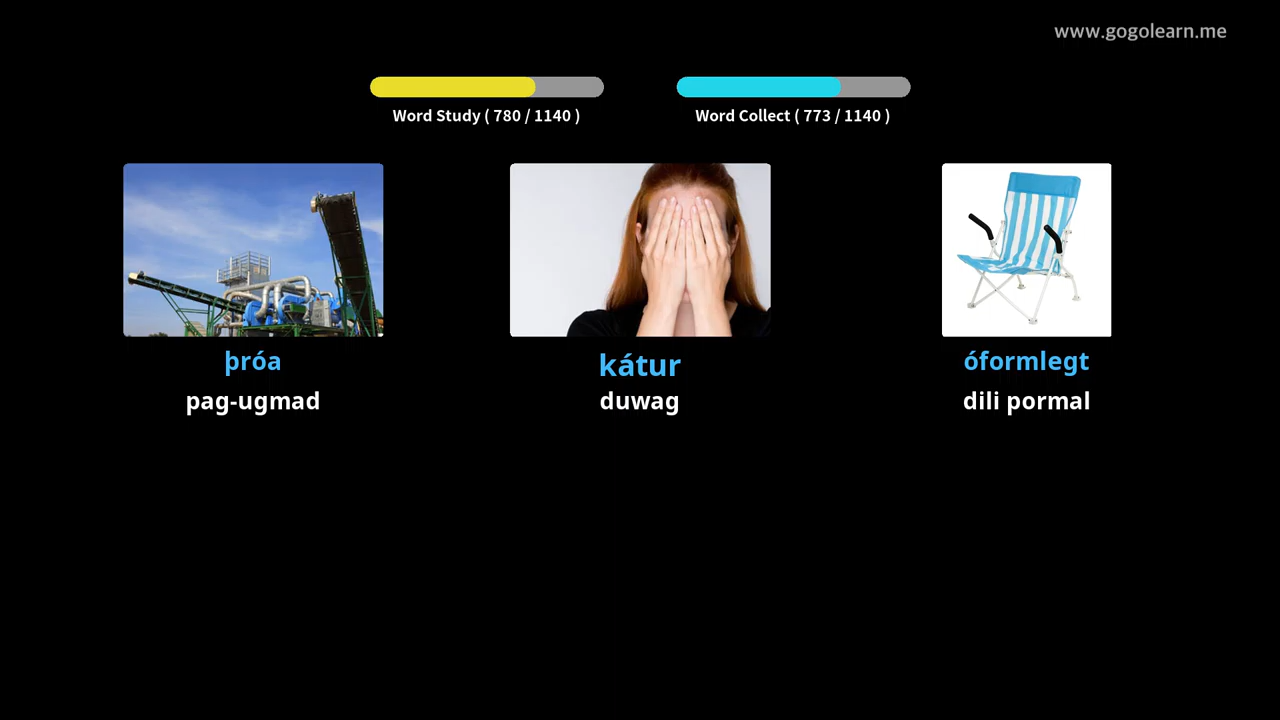 www.gogolearn.me
Word Study ( 780 / 1140 )
Word Collect ( 773 / 1140 )
þróa
kátur
óformlegt
pag-ugmad
duwag
dili pormal